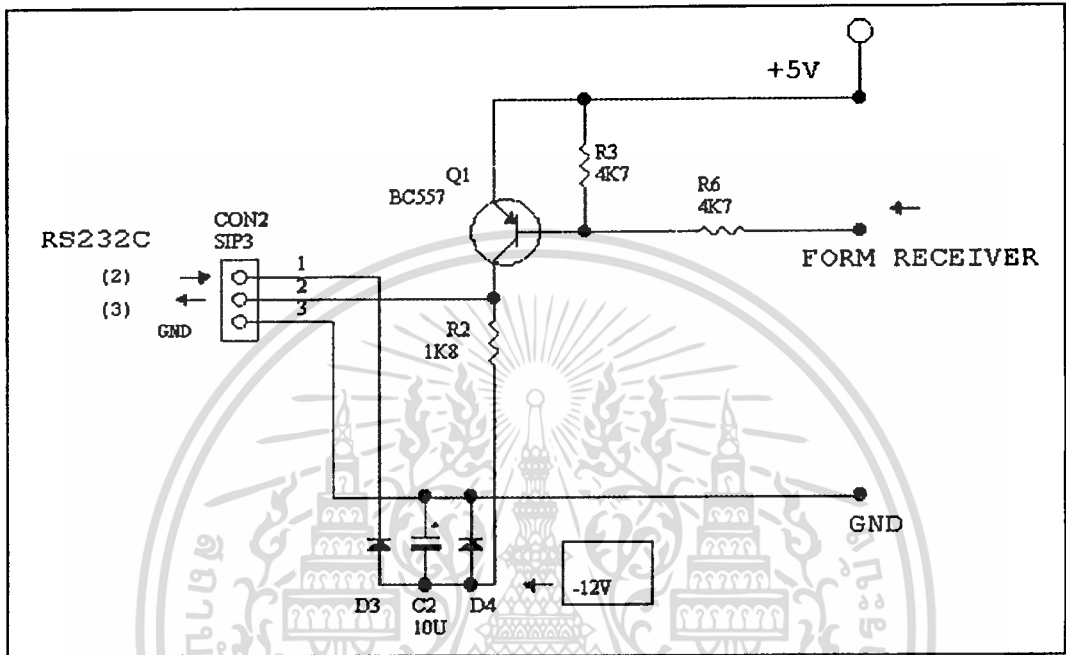 +5V
R3
4K7
Q1
BC557
R6
4K7
CON2
SIP3
RS232C
FORM RECEIVER
(2)
1
2
(3)
3
GND
R2
1K8
GND
-12V
D3
C2
D4
10U